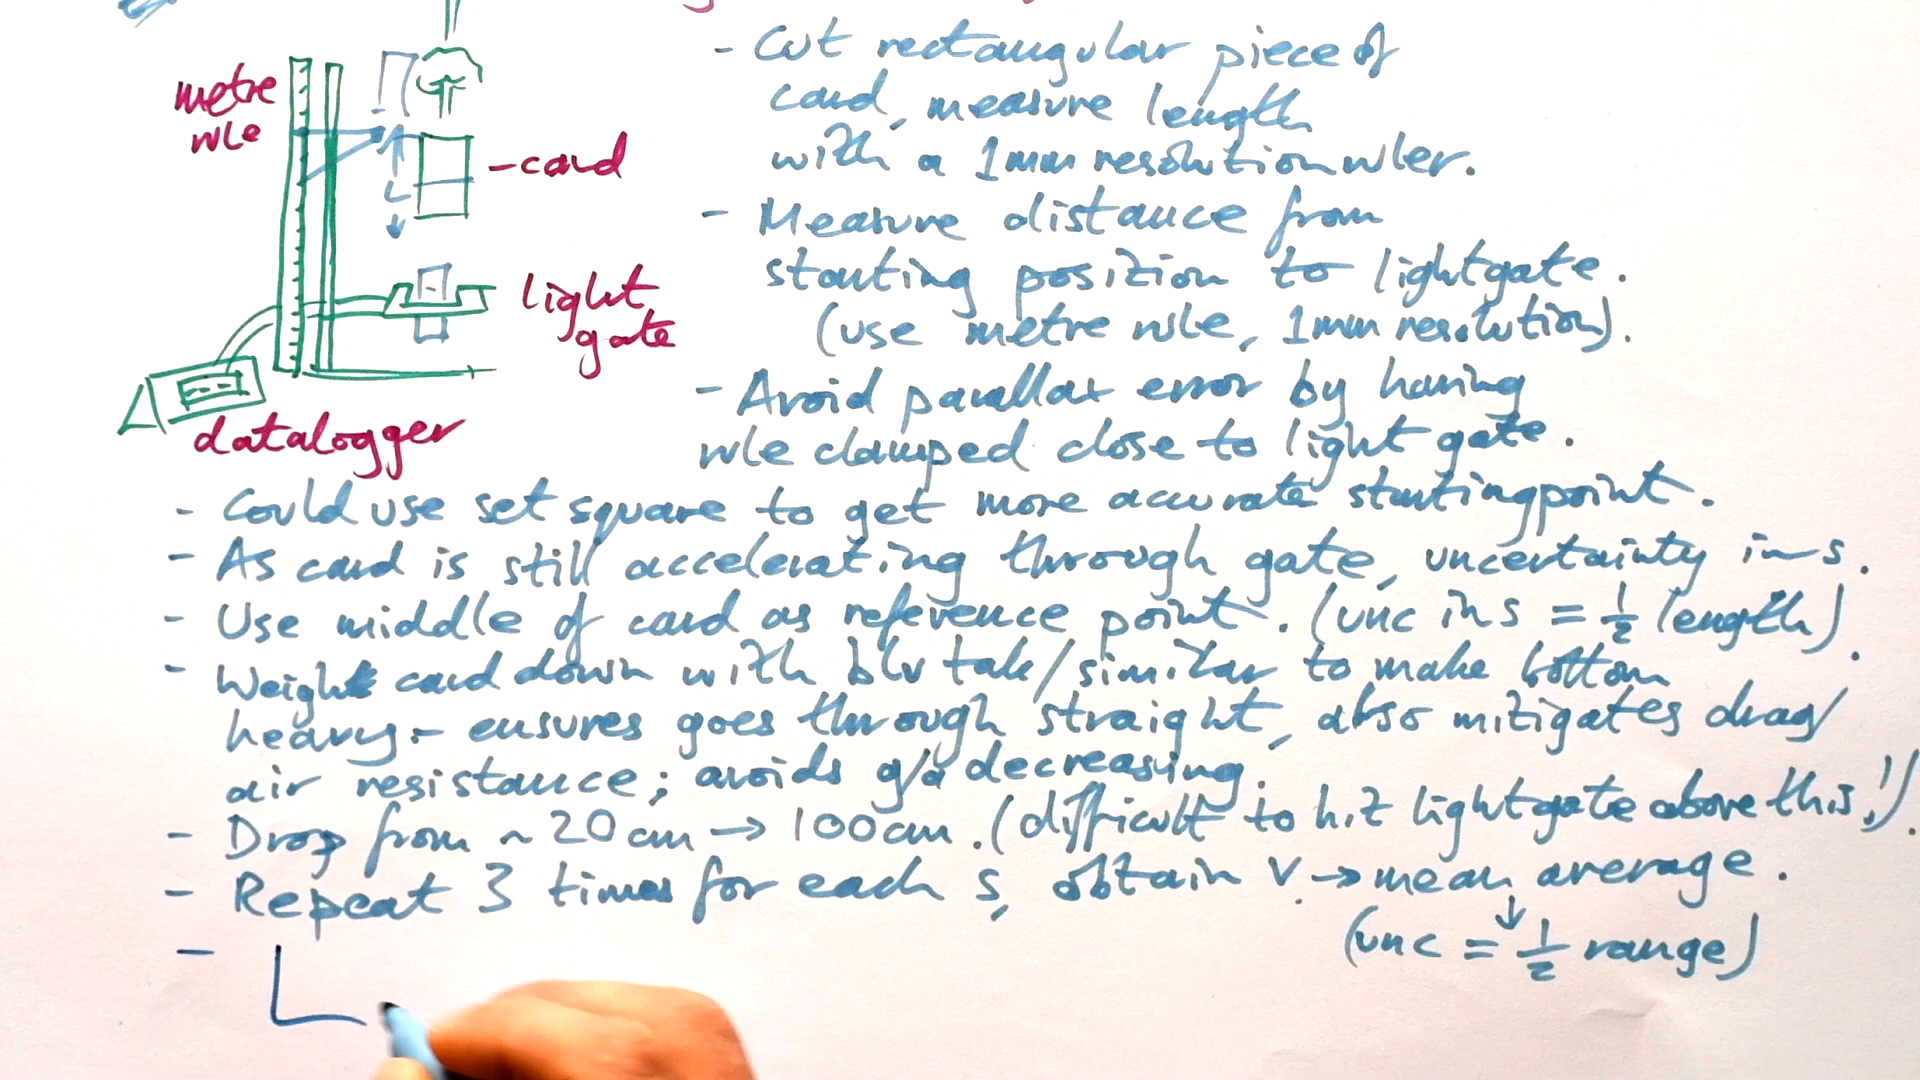 metre
rule
- card
L
light
gate
datalogger
- Cut rectangular piece of
card, measure length
with a 1mm resolution ruler.
- Measure distance from
starting position to lightgate.
(use metre rule, 1mm resolution).
- Avoid parallax error by having
rule clamped close to light gate.
- Could use set square to get more accurate starting point.
- As card is still accelerating through gate, uncertainty in s.
- Use middle of card as reference point. (unc in s = 1/2 length).
- Weight card down with blu tak/similar to make bottom
heavy - ensures goes through straight, also mitigates drag/
air resistance; avoids g/a decreasing.
- Drop from ~ 20cm → 100cm. (difficult to hit lightgate above this!).
- Repeat 3 times for each s, obtain v → mean average.
(unc = 1/2 range)
-